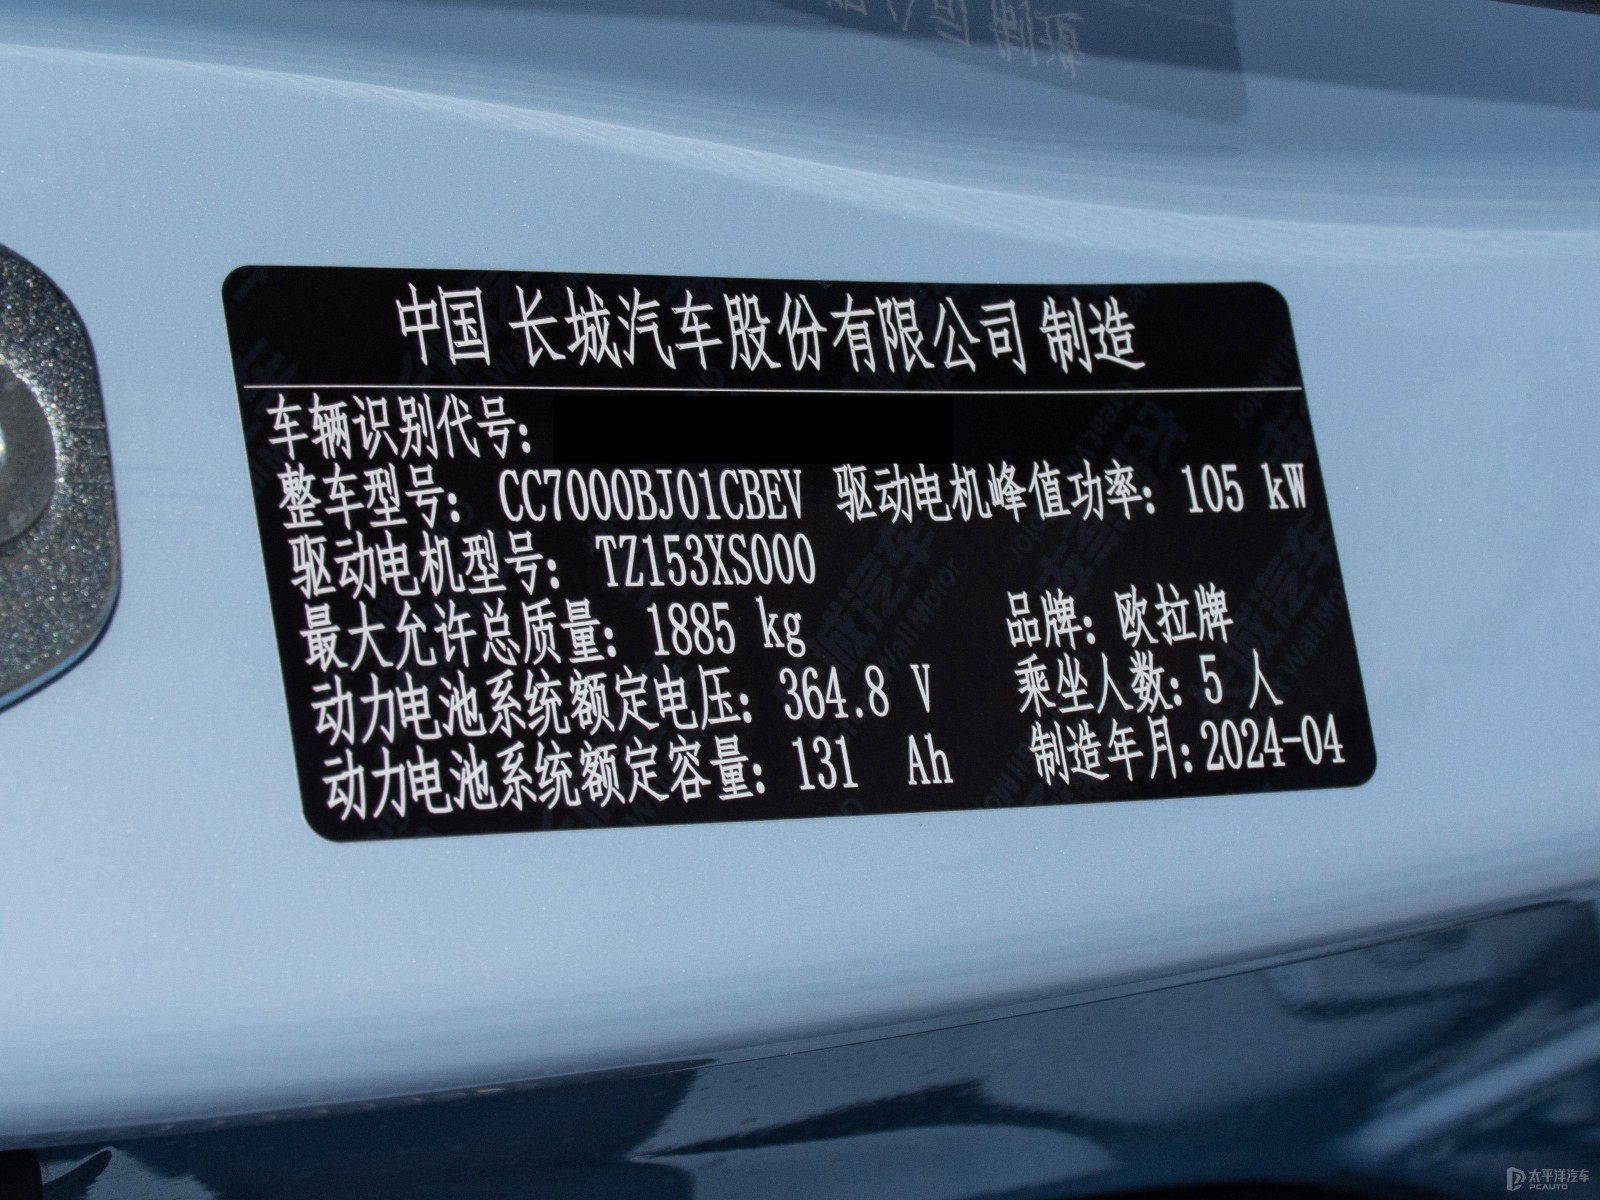 中国 长城汽车股份有限公司 制造
车辆识别代号:
整车型号: CC7000BJ01CBEV 驱动电机峰值功率: 105 kW
驱动电机型号: TZ153XS000
最大允许总质量: 1885 kg 品牌: 欧拉牌
动力电池系统额定电压: 364.8 V 乘坐人数: 5 人
动力电池系统额定容量: 131 Ah 制造年月: 2024-04
太平洋汽车
PCAUTO